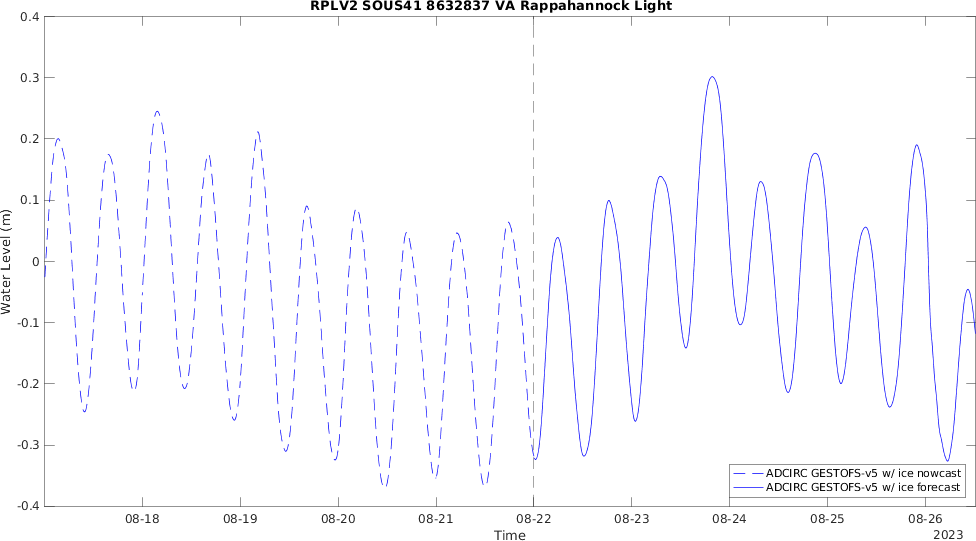 RPLV2 SOUS41 8632837 VA Rappahannock Light
0.4
0.3
0.2
0.1
0
-0.1
-0.2
-0.3
-0.4
Water Level (m)
ADCIRC GESTOFS-v5 w/ ice nowcast
ADCIRC GESTOFS-v5 w/ ice forecast
08-18 08-19 08-20 08-21 08-22 08-23 08-24 08-25 08-26
Time
2023